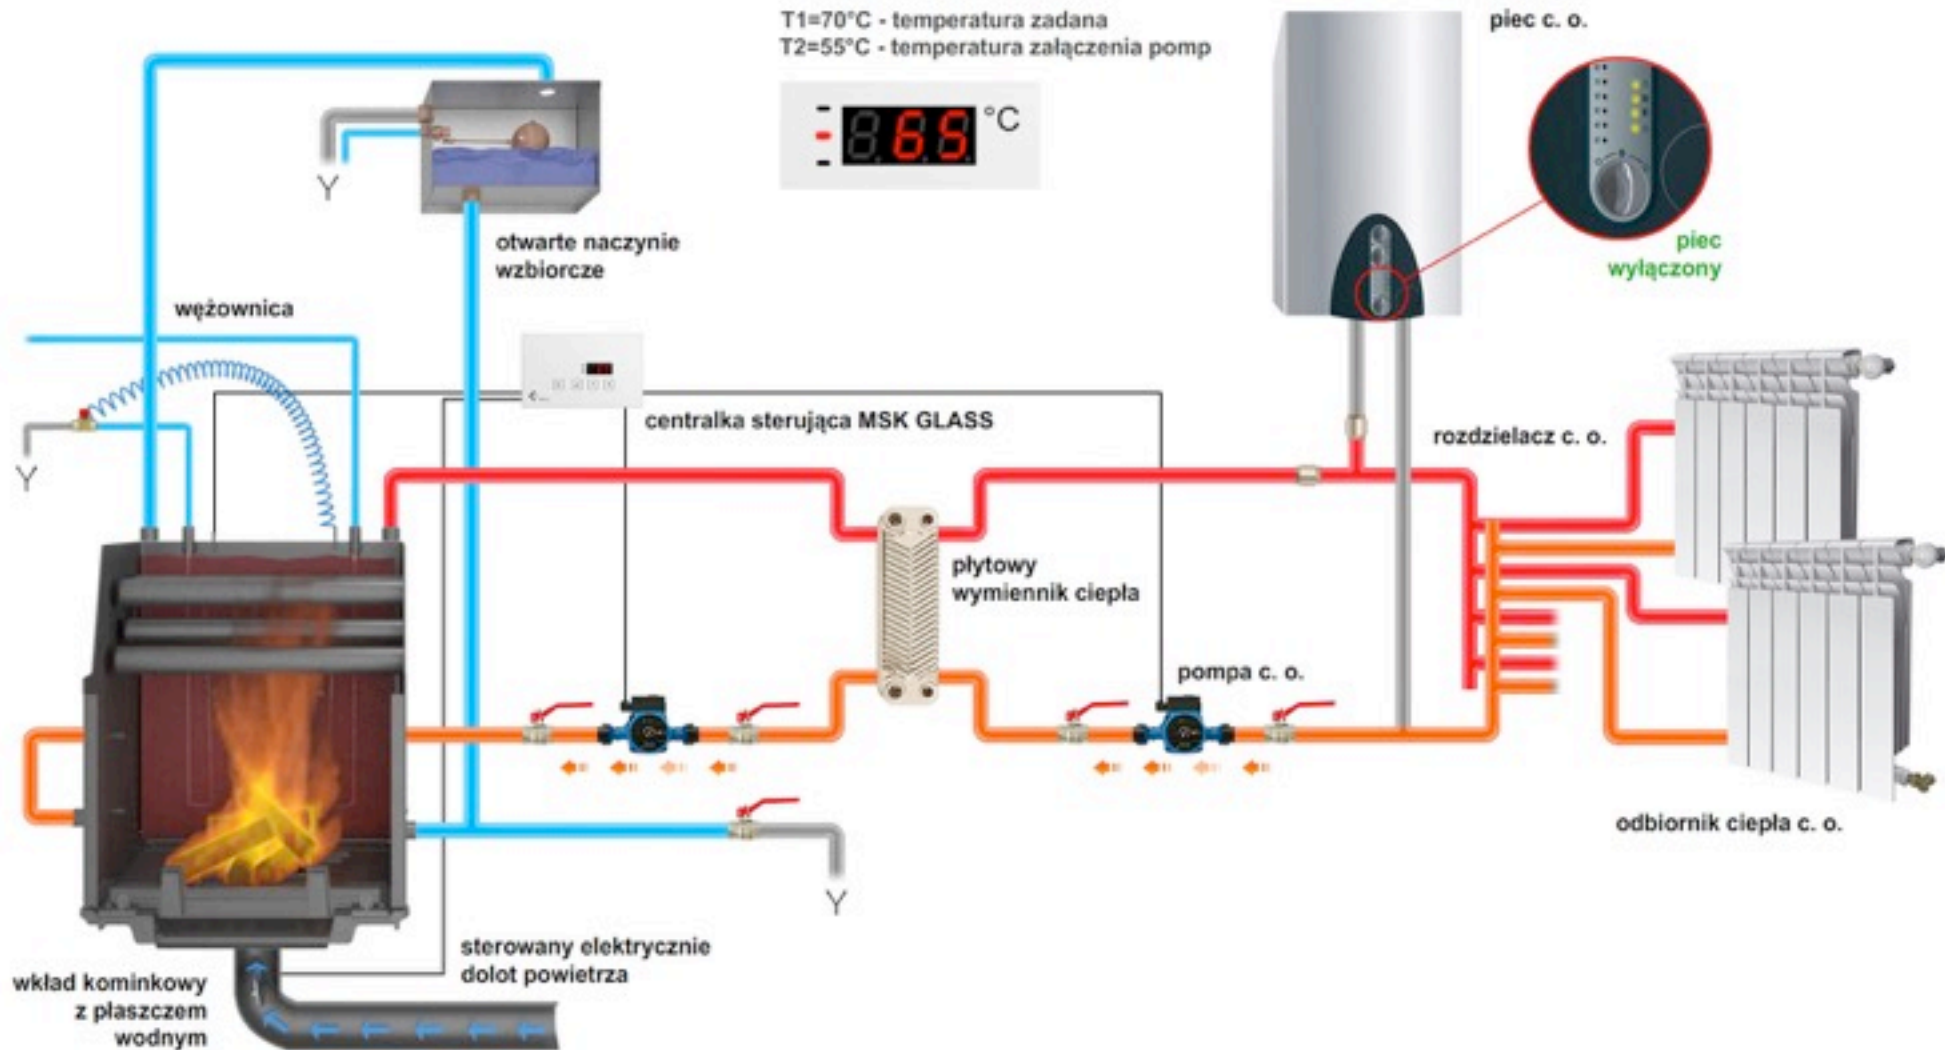 T1=70°C - temperatura zadana
T2=55°C - temperatura załączenia pomp
65 °C
piec c. o.
piec
wyłączony
otwarte naczynie
wzbiorcze
Y
wężownica
centralka sterująca MSK GLASS
rozdzielacz c. o.
Y
płytowy
wymiennik ciepła
pompa c. o.
odbiornik ciepła c. o.
Y
sterowany elektrycznie
dolot powietrza
wkład kominkowy
z płaszczem
wodnym